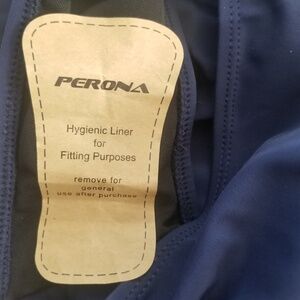 PERONA
Hygienic Liner
for
Fitting Purposes
remove for
general
use after purchase